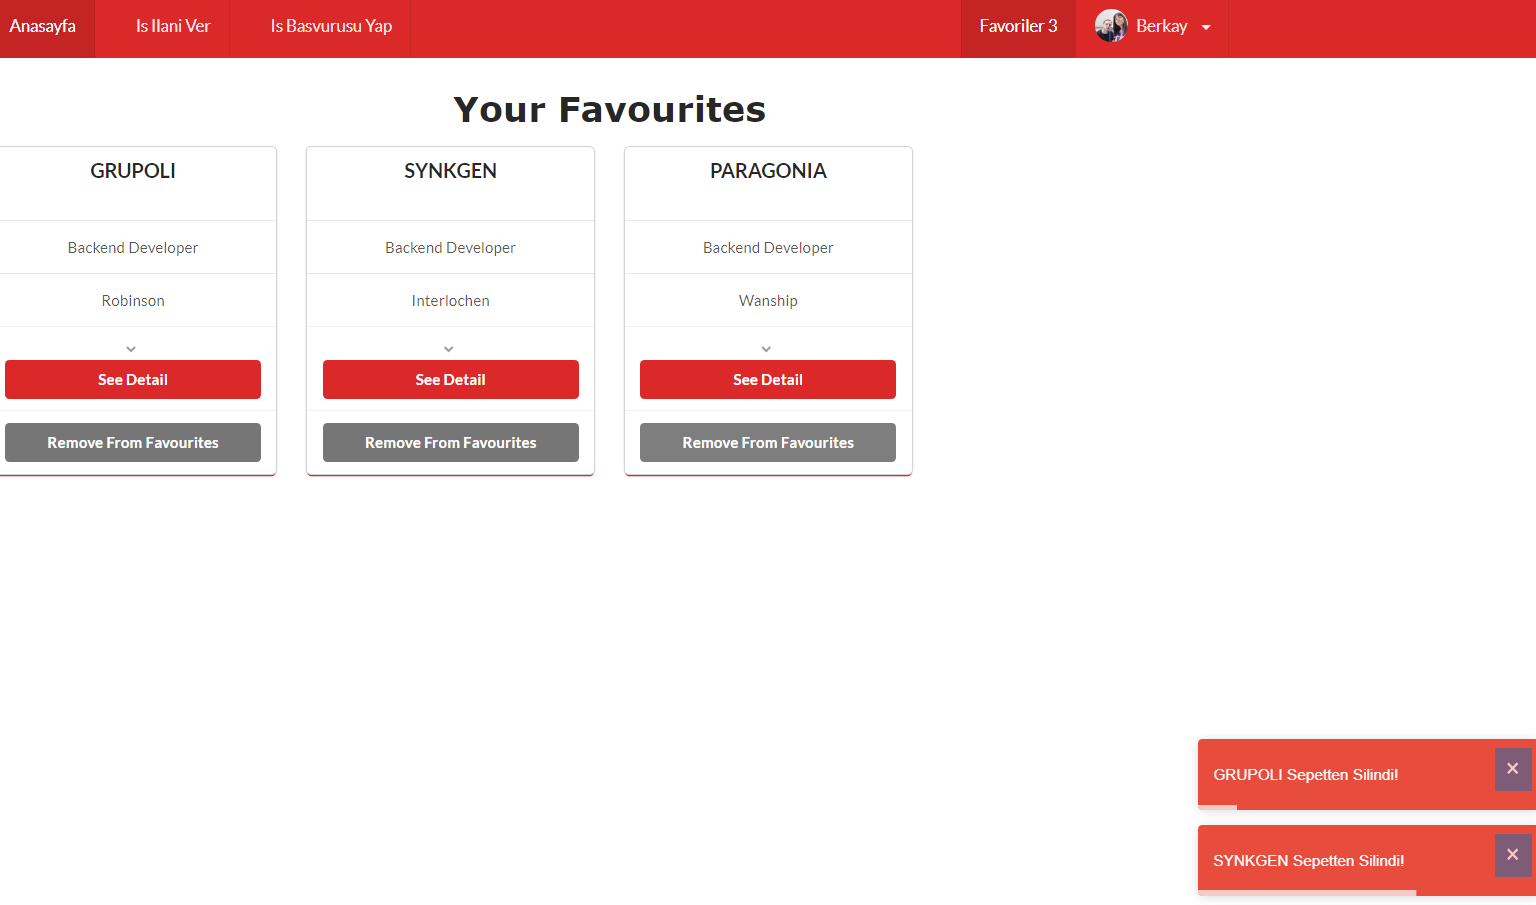 Anasayfa Is Ilani Ver Is Basvurusu Yap Favoriler 3 Berkay
Your Favourites
GRUPOLI
Backend Developer
Robinson
See Detail
Remove From Favourites
SYNKGEN
Backend Developer
Interlochen
See Detail
Remove From Favourites
PARAGONIA
Backend Developer
Wanship
See Detail
Remove From Favourites
GRUPOLI Sepetten Silindi!
SYNKGEN Sepetten Silindi!